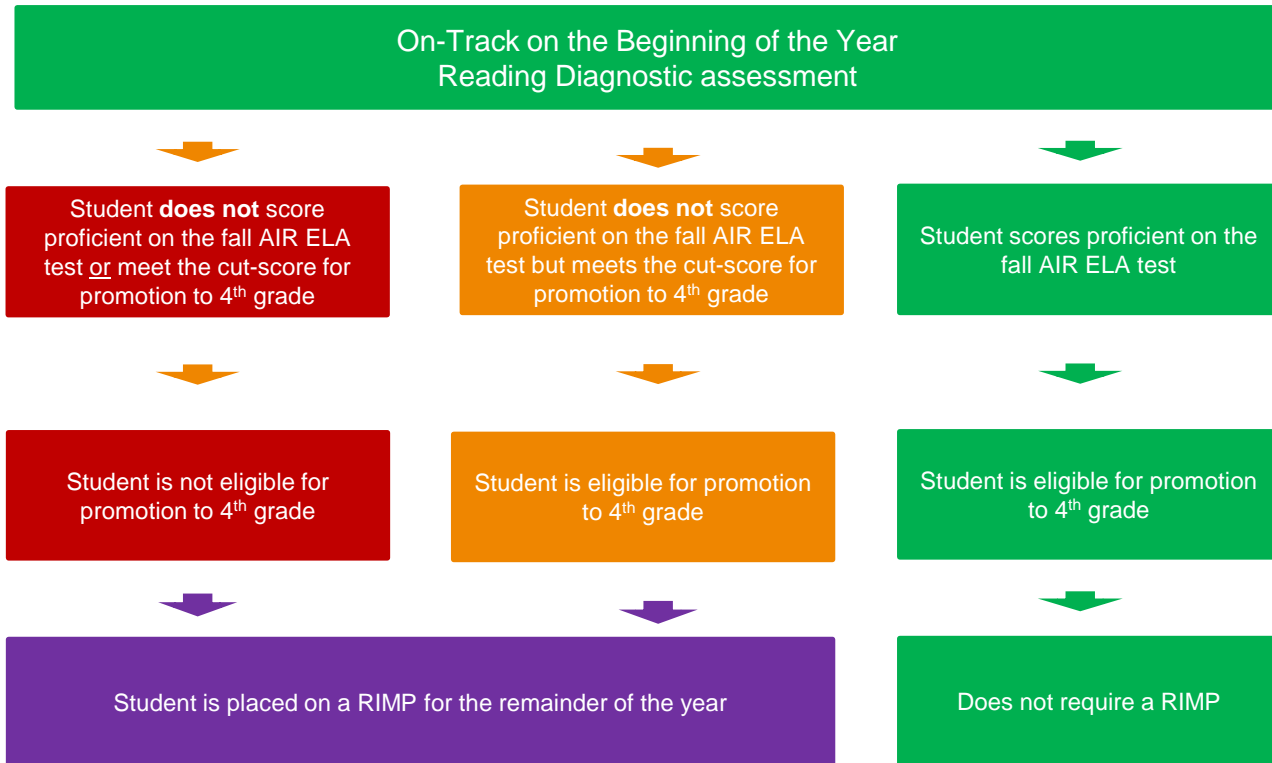 On-Track on the Beginning of the Year
Reading Diagnostic assessment
Student does not score
proficient on the fall AIR ELA
test or meet the cut-score for
promotion to 4th grade
Student does not score
proficient on the fall AIR ELA
test but meets the cut-score for
promotion to 4th grade
Student scores proficient on the
fall AIR ELA test
Student is not eligible for
promotion to 4th grade
Student is eligible for promotion
to 4th grade
Student is eligible for promotion
to 4th grade
Student is placed on a RIMP for the remainder of the year
Does not require a RIMP